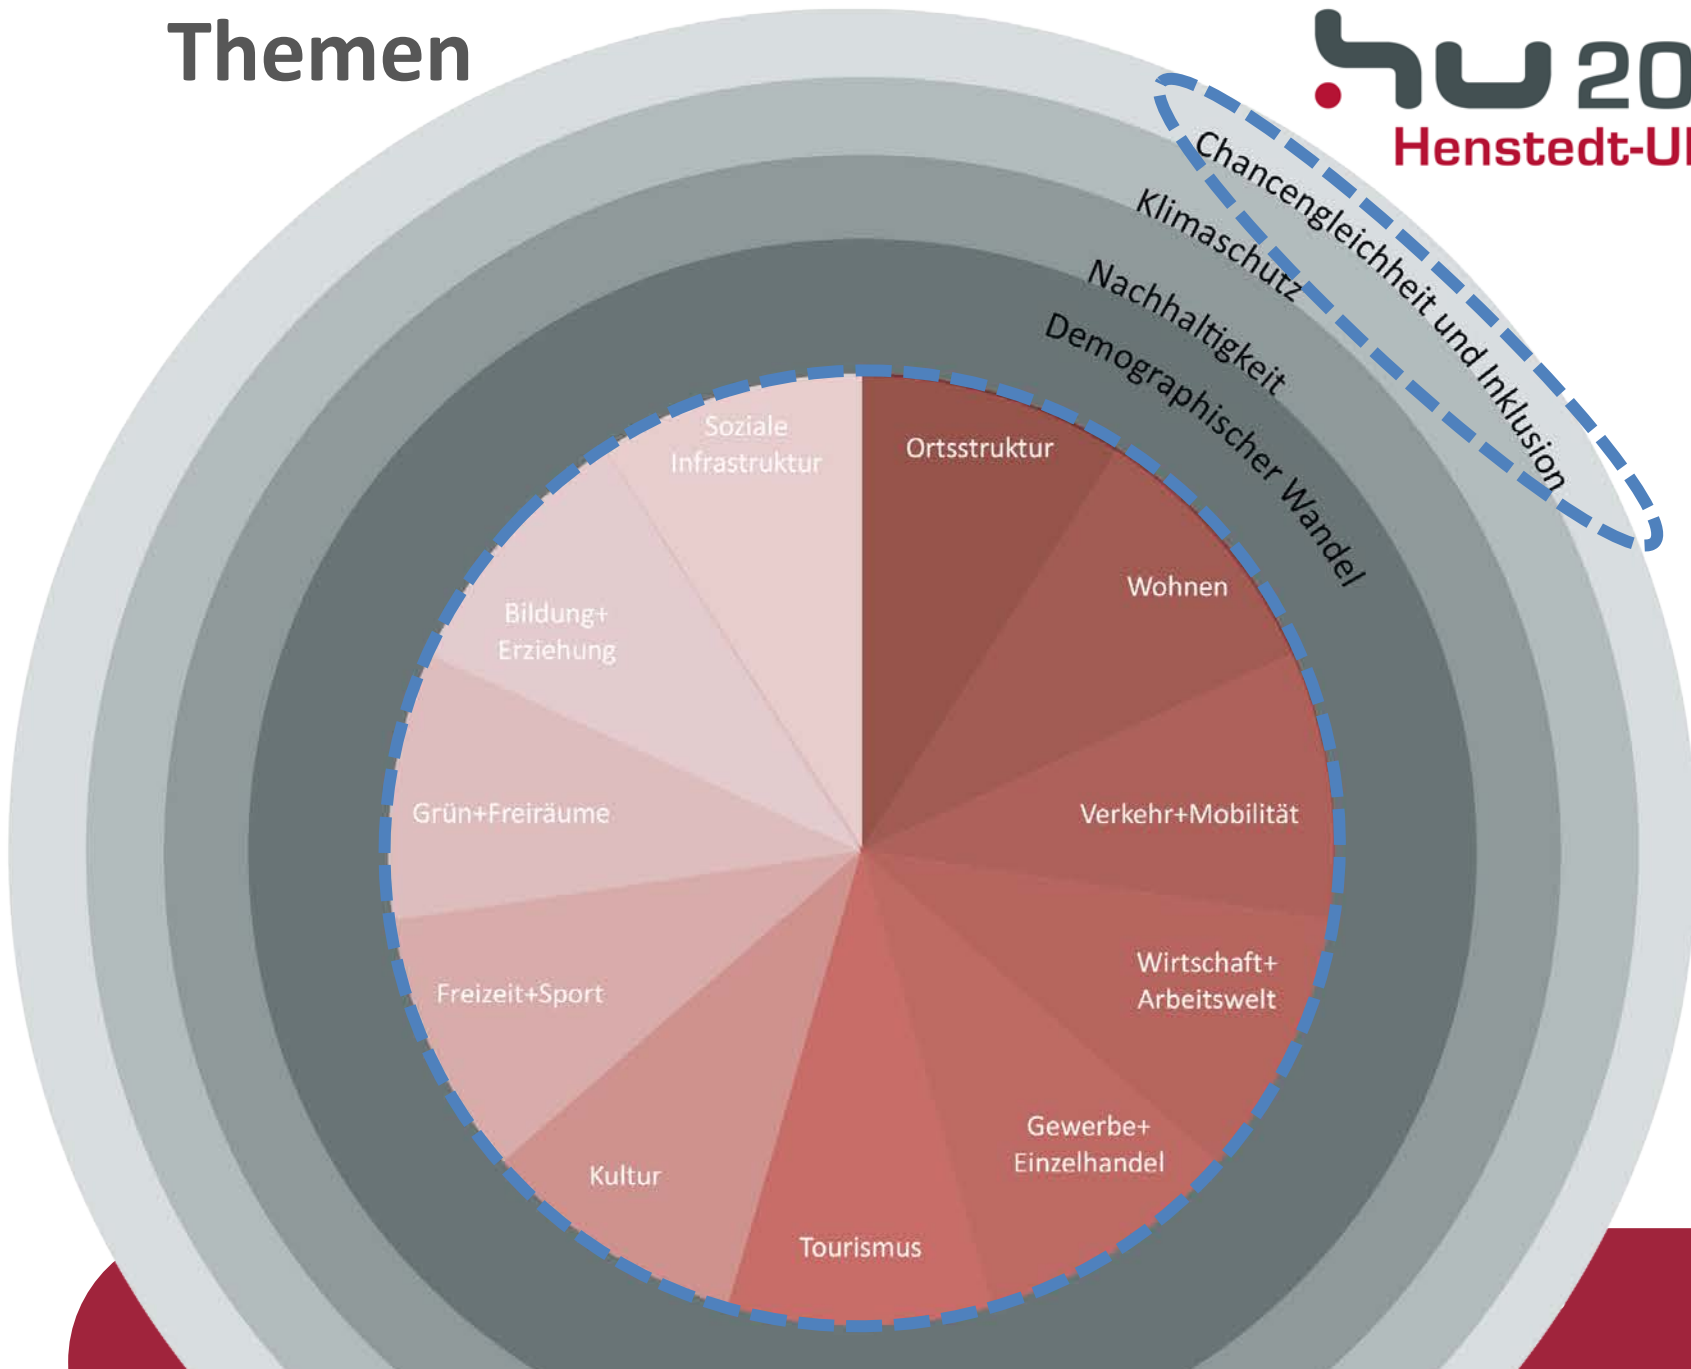 Themen
hu 20
Henstedt-Ul
Chancengleichheit und Inklusion
Klimaschutz
Nachhaltigkeit
Demographischer Wandel
Soziale
Infrastruktur
Ortsstruktur
Wohnen
Bildung+
Erziehung
Grün+Freiräume
Verkehr+Mobilität
Freizeit+Sport
Wirtschaft+
Arbeitswelt
Gewerbe+
Einzelhandel
Kultur
Tourismus